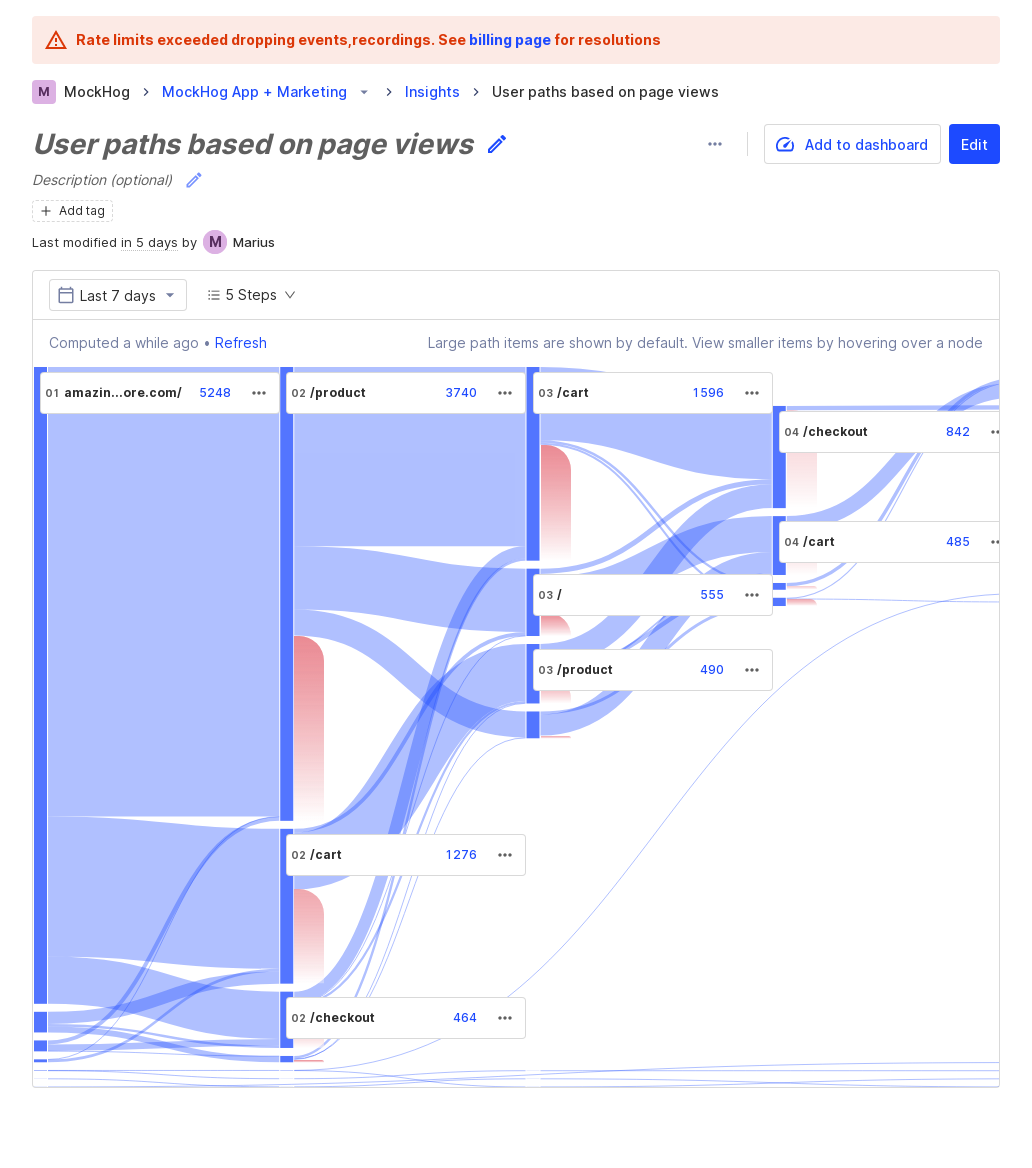 Rate limits exceeded dropping events,recordings. See billing page for resolutions
M MockHog > MockHog App + Marketing > Insights > User paths based on page views
User paths based on page views
Add to dashboard
Edit
Description (optional)
+ Add tag
Last modified in 5 days by M Marius
Last 7 days
5 Steps
Computed a while ago • Refresh
Large path items are shown by default. View smaller items by hovering over a node
01 amazin...ore.com/ 5248
02 /product 3740
03 /cart 1596
04 /checkout 842
04 /cart 485
03 / 555
03 /product 490
02 /cart 1276
02 /checkout 464